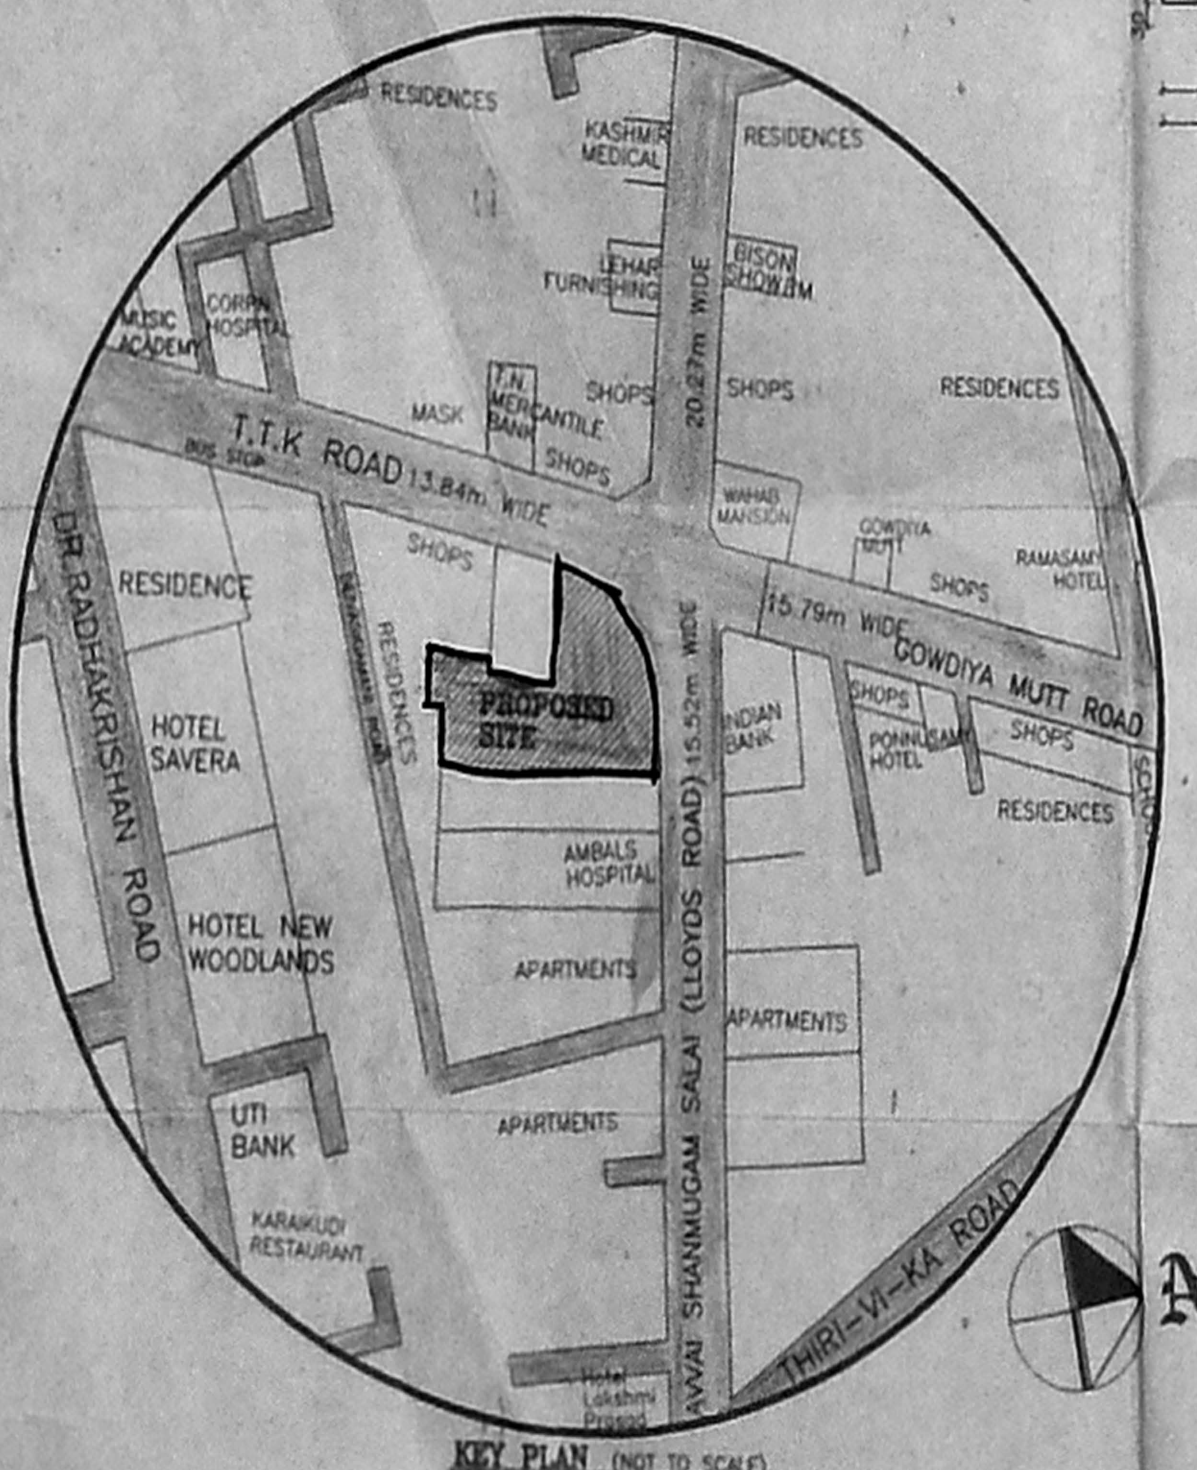 RESIDENCES
KASHMIR
MEDICAL
RESIDENCES
LEHAR
FURNISHING
BISON
SHOWRM
20.27m WIDE
MUSIC
ACADEMY
CORPN
HOSPITAL
T.N.
MERCANTILE
BANK
MASK
SHOPS
SHOPS
SHOPS
RESIDENCES
T.T.K ROAD 13.84m WIDE
BUS STOP
WAHAB
MANSION
GOWDIYA
MUTT
SHOPS
RAMASAMY
HOTEL
SHOPS
15.79m WIDE
GOWDIYA MUTT ROAD
DR.RADHAKRISHAN ROAD
RESIDENCE
RESIDENCES
PROPOSED
SITE
HOTEL
SAVERA
INDIAN
BANK
SHOPS
PONNUSAMY
HOTEL
SHOPS
RESIDENCES
AMBALS
HOSPITAL
HOTEL NEW
WOODLANDS
APARTMENTS
APARTMENTS
AVVAI SHANMUGAM SALAI (LLOYDS ROAD) 15.52m WIDE
UTI
BANK
APARTMENTS
KARAIKUDI
RESTAURANT
THIRI-VI-KA ROAD
Hotel
Lakshmi
Prasad
KEY PLAN (NOT TO SCALE)